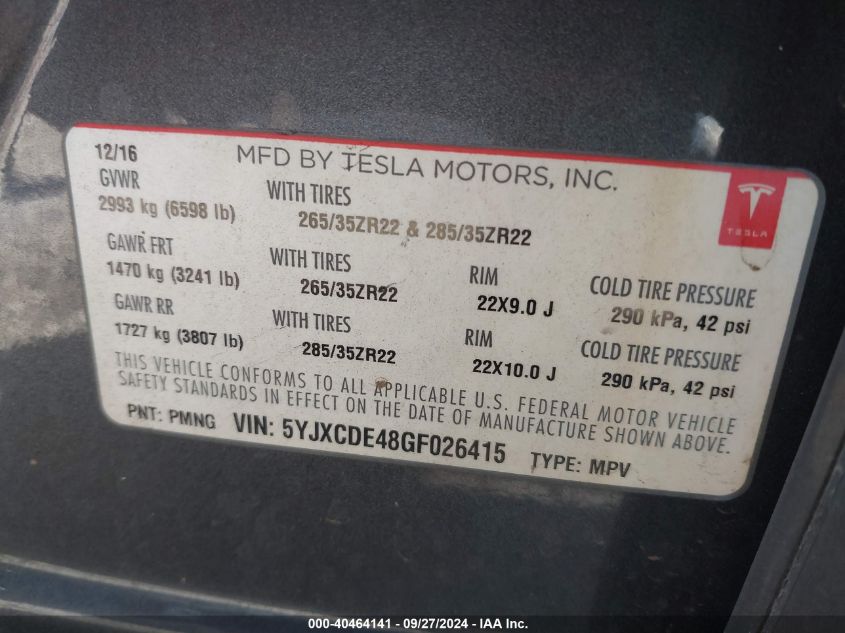 12/16 MFD BY TESLA MOTORS, INC.
GVWR WITH TIRES
2993 kg (6598 lb) 265/35ZR22 & 285/35ZR22
TESLA
GAWR FRT WITH TIRES RIM COLD TIRE PRESSURE
1470 kg (3241 lb) 265/35ZR22 22X9.0 J 290 kPa, 42 psi
GAWR RR WITH TIRES RIM COLD TIRE PRESSURE
1727 kg (3807 lb) 285/35ZR22 22X10.0 J 290 kPa, 42 psi
THIS VEHICLE CONFORMS TO ALL APPLICABLE U.S. FEDERAL MOTOR VEHICLE
SAFETY STANDARDS IN EFFECT ON THE DATE OF MANUFACTURE SHOWN ABOVE.
PNT: PMNG VIN: 5YJXCDE48GF026415 TYPE: MPV
000-40464141 - 09/27/2024 - IAA Inc.